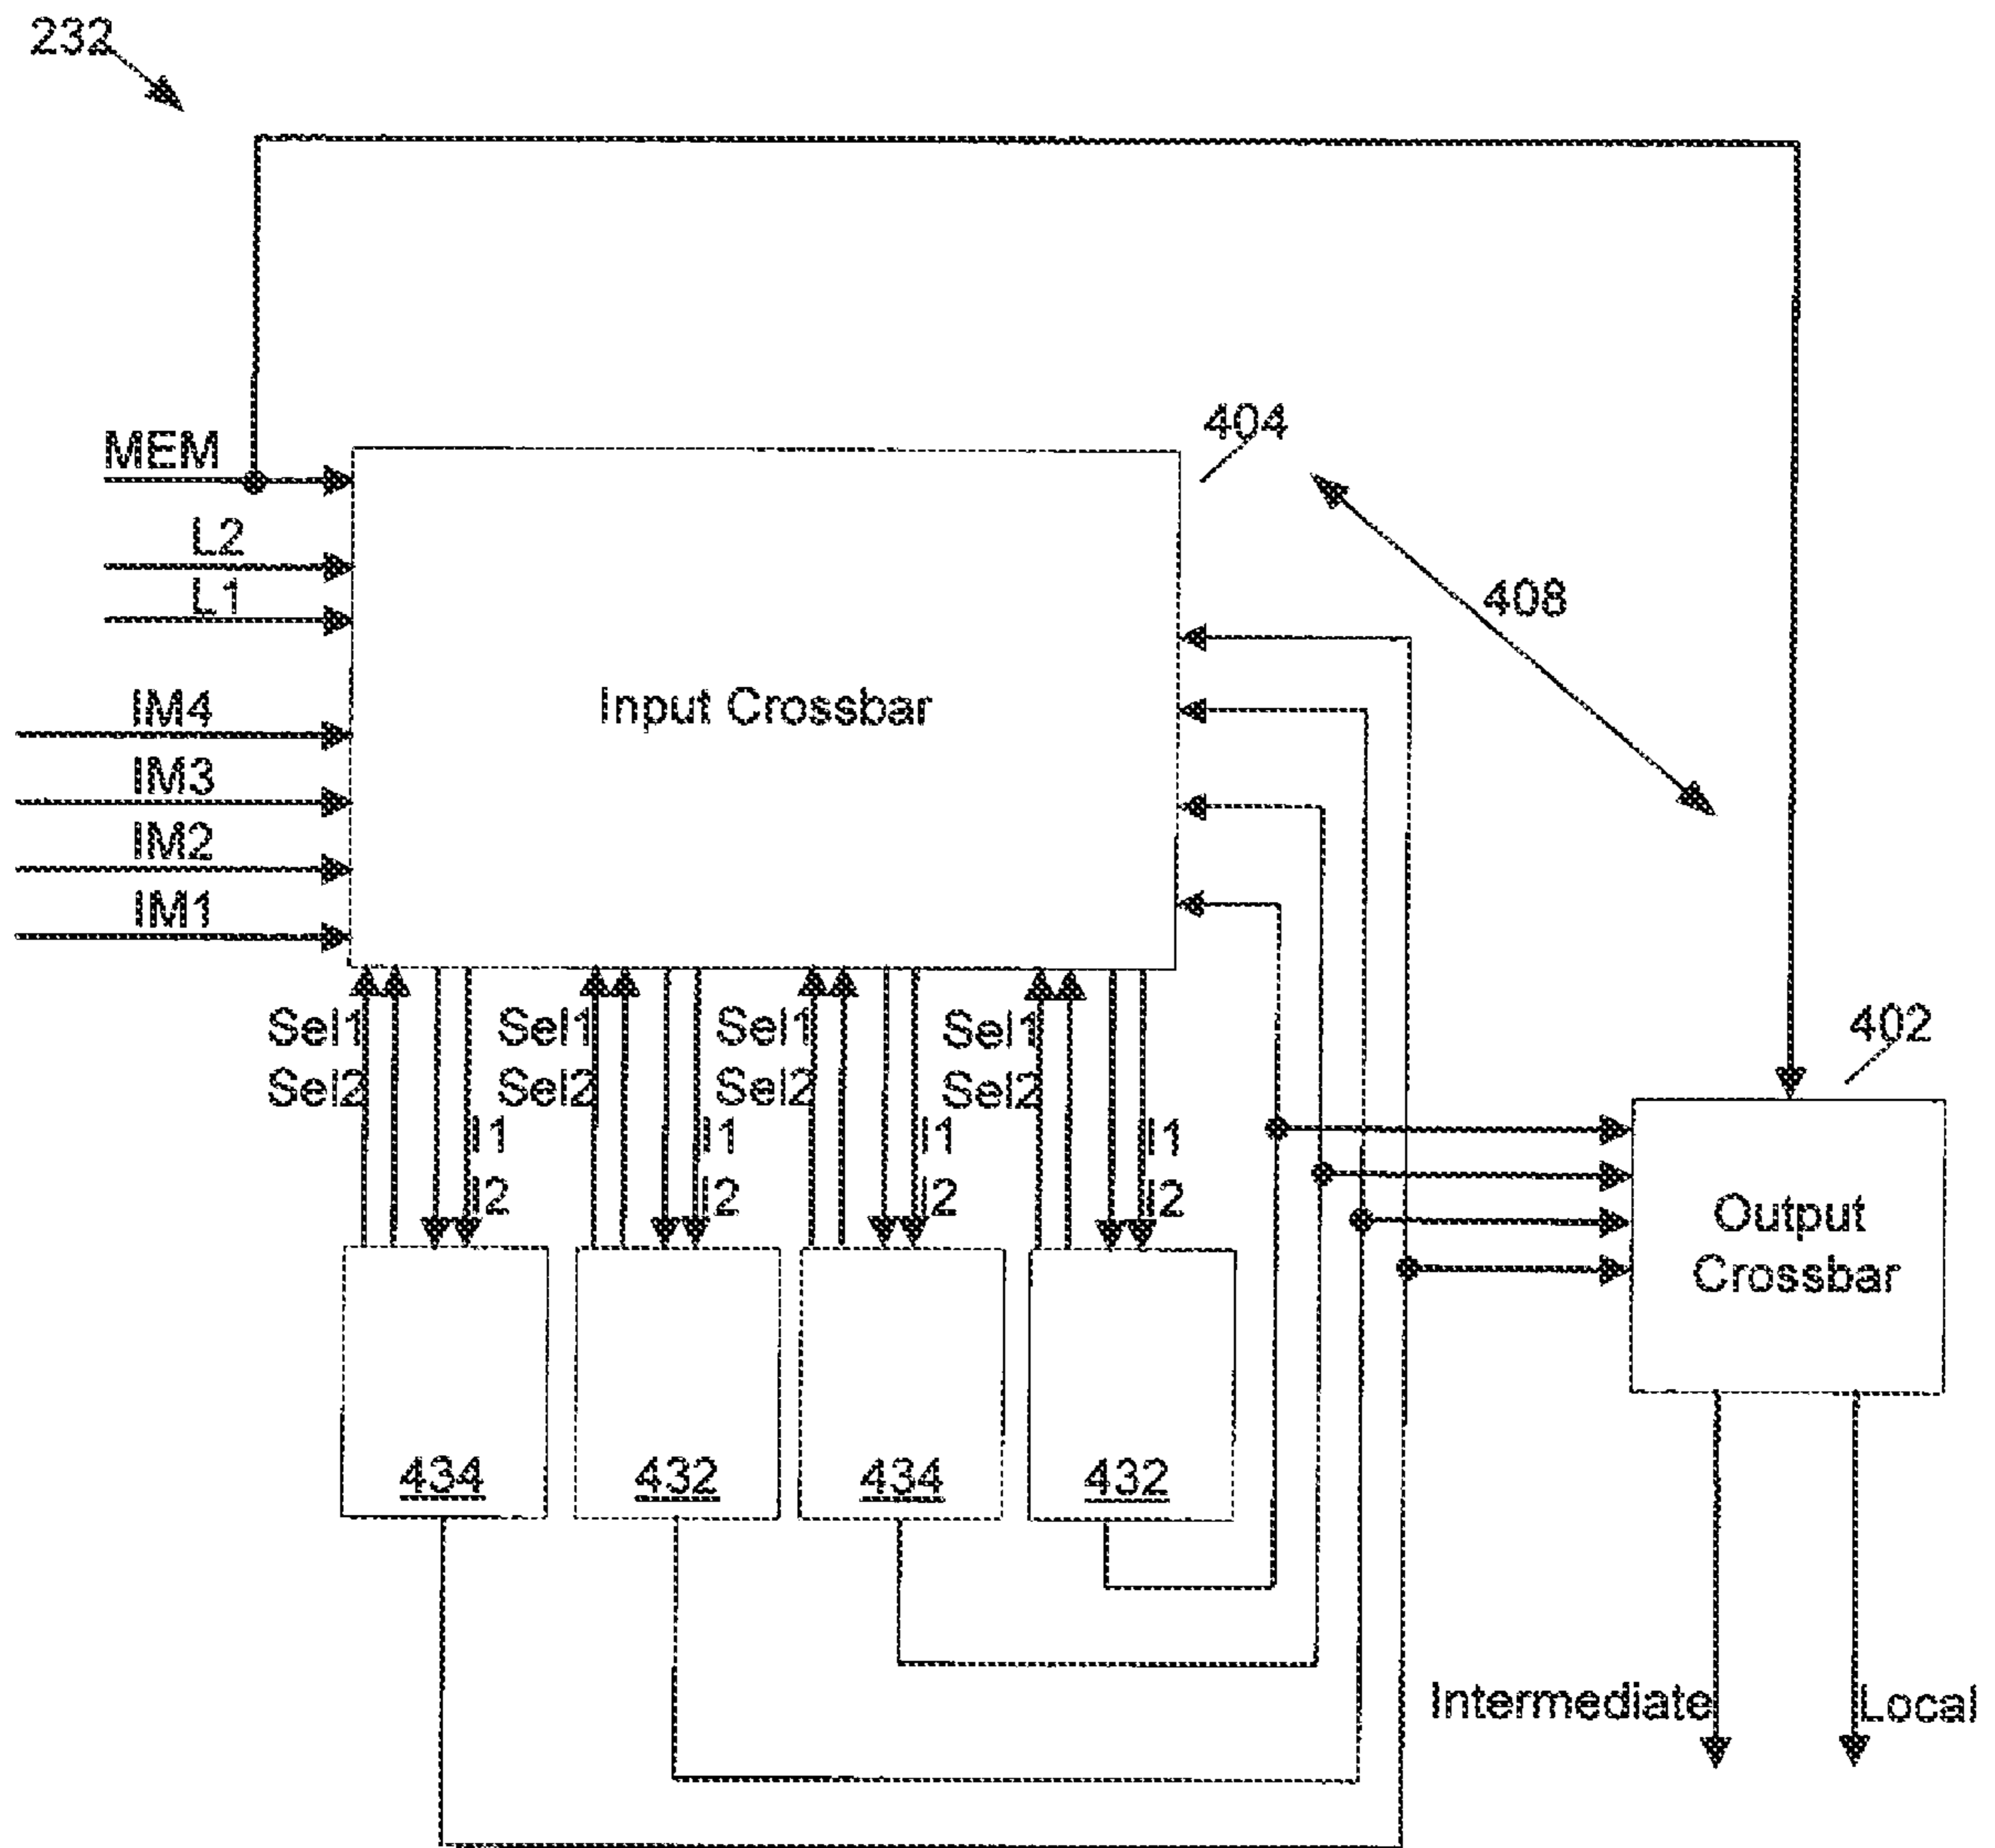 232
MEM
404
L2
L1
408
Input Crossbar
IM4
IM3
IM2
IM1
Sel1 Sel1 Sel1 Sel1
Sel2 Sel2 Sel2 Sel2
402
I1 I1 I1 I1
I2 I2 I2 I2
Output
Crossbar
434 432 434 432
Intermediate Local